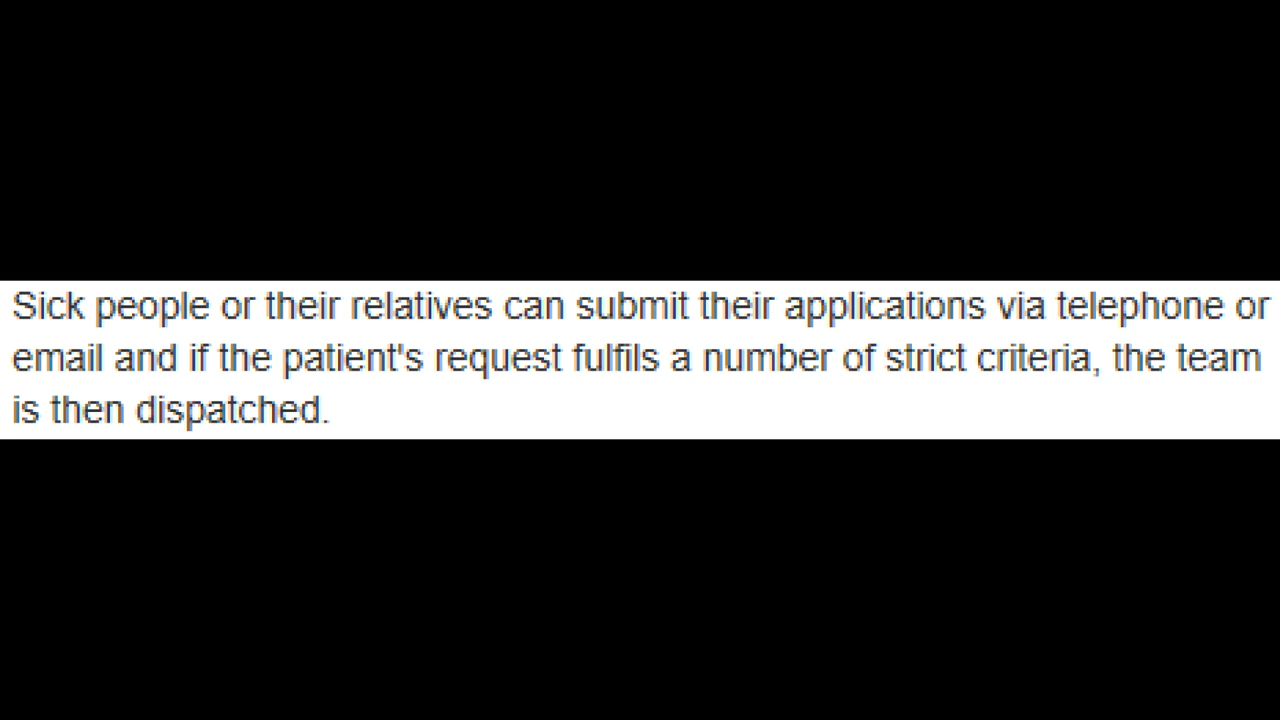 Sick people or their relatives can submit their applications via telephone or
email and if the patient's request fulfils a number of strict criteria, the team
is then dispatched.